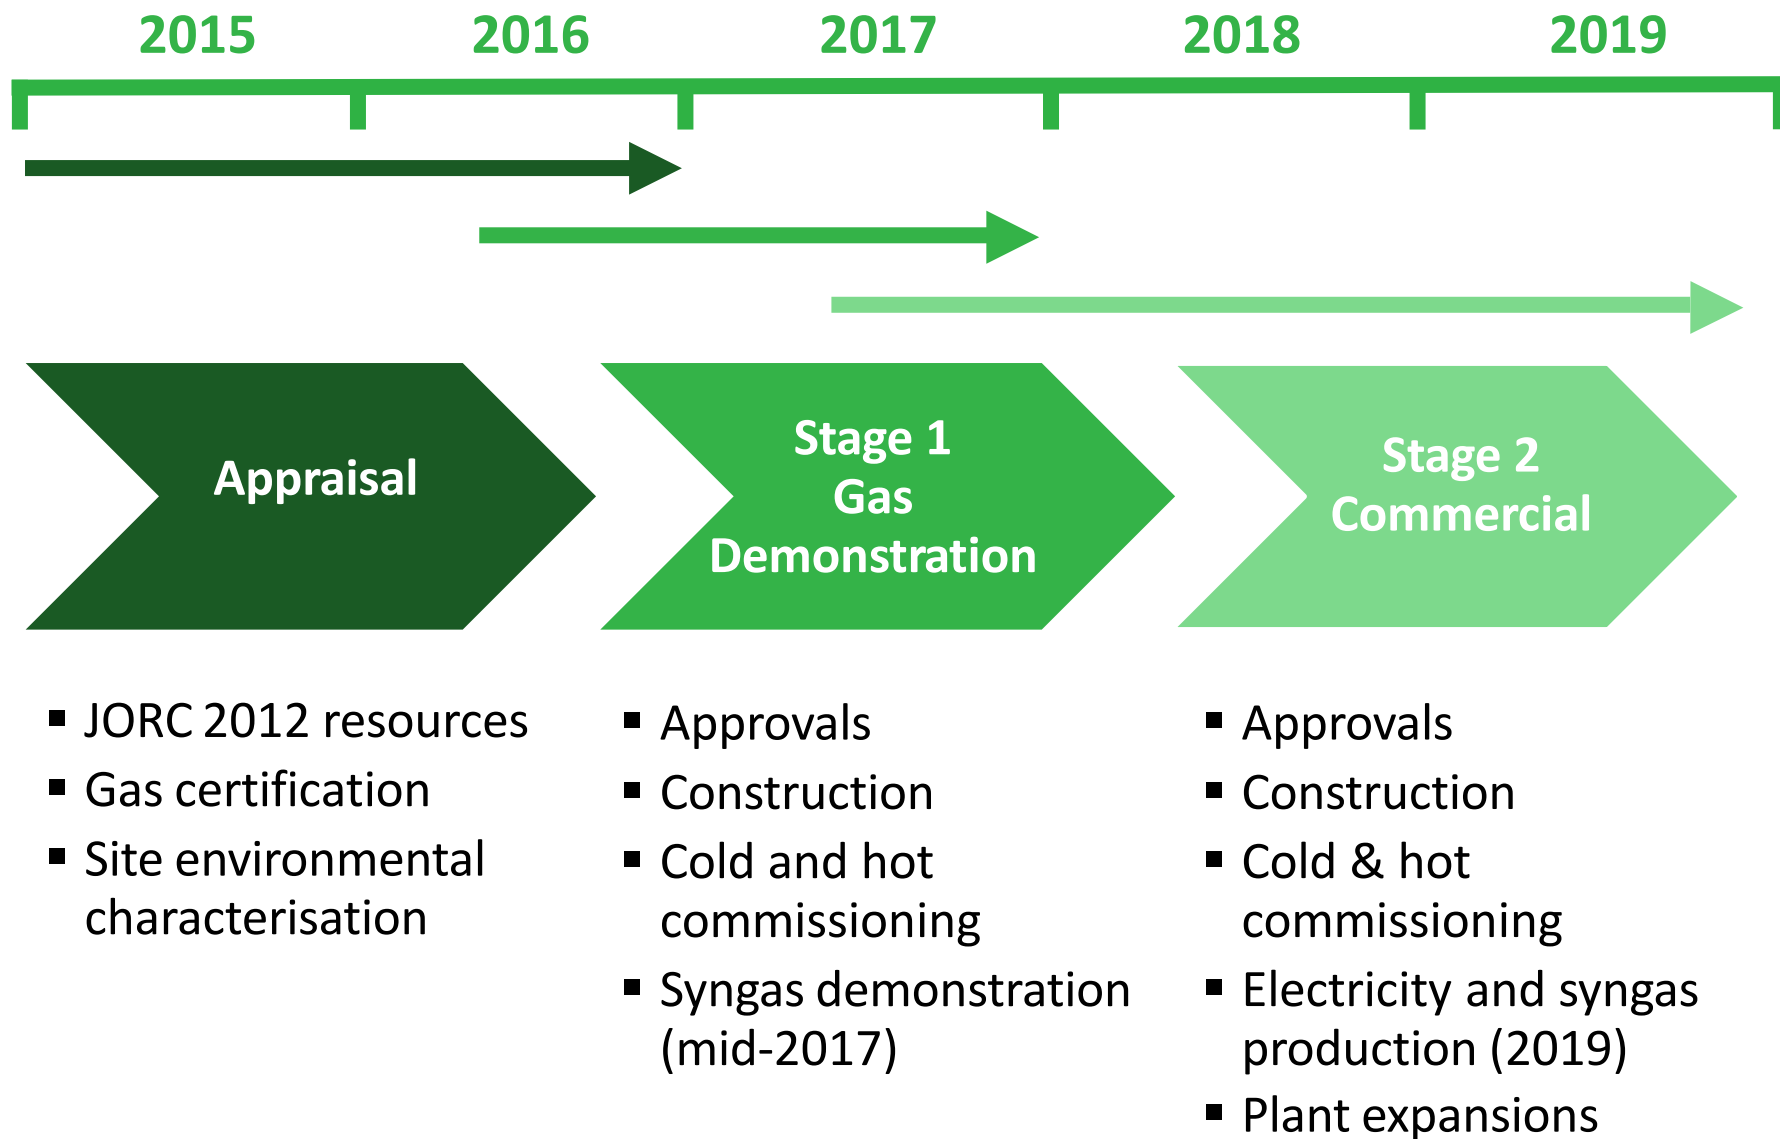 2015 2016 2017 2018 2019
Appraisal
Stage 1
Gas
Demonstration
Stage 2
Commercial
▪ JORC 2012 resources
▪ Gas certification
▪ Site environmental
characterisation
▪ Approvals
▪ Construction
▪ Cold and hot
commissioning
▪ Syngas demonstration
(mid-2017)
▪ Approvals
▪ Construction
▪ Cold & hot
commissioning
▪ Electricity and syngas
production (2019)
▪ Plant expansions